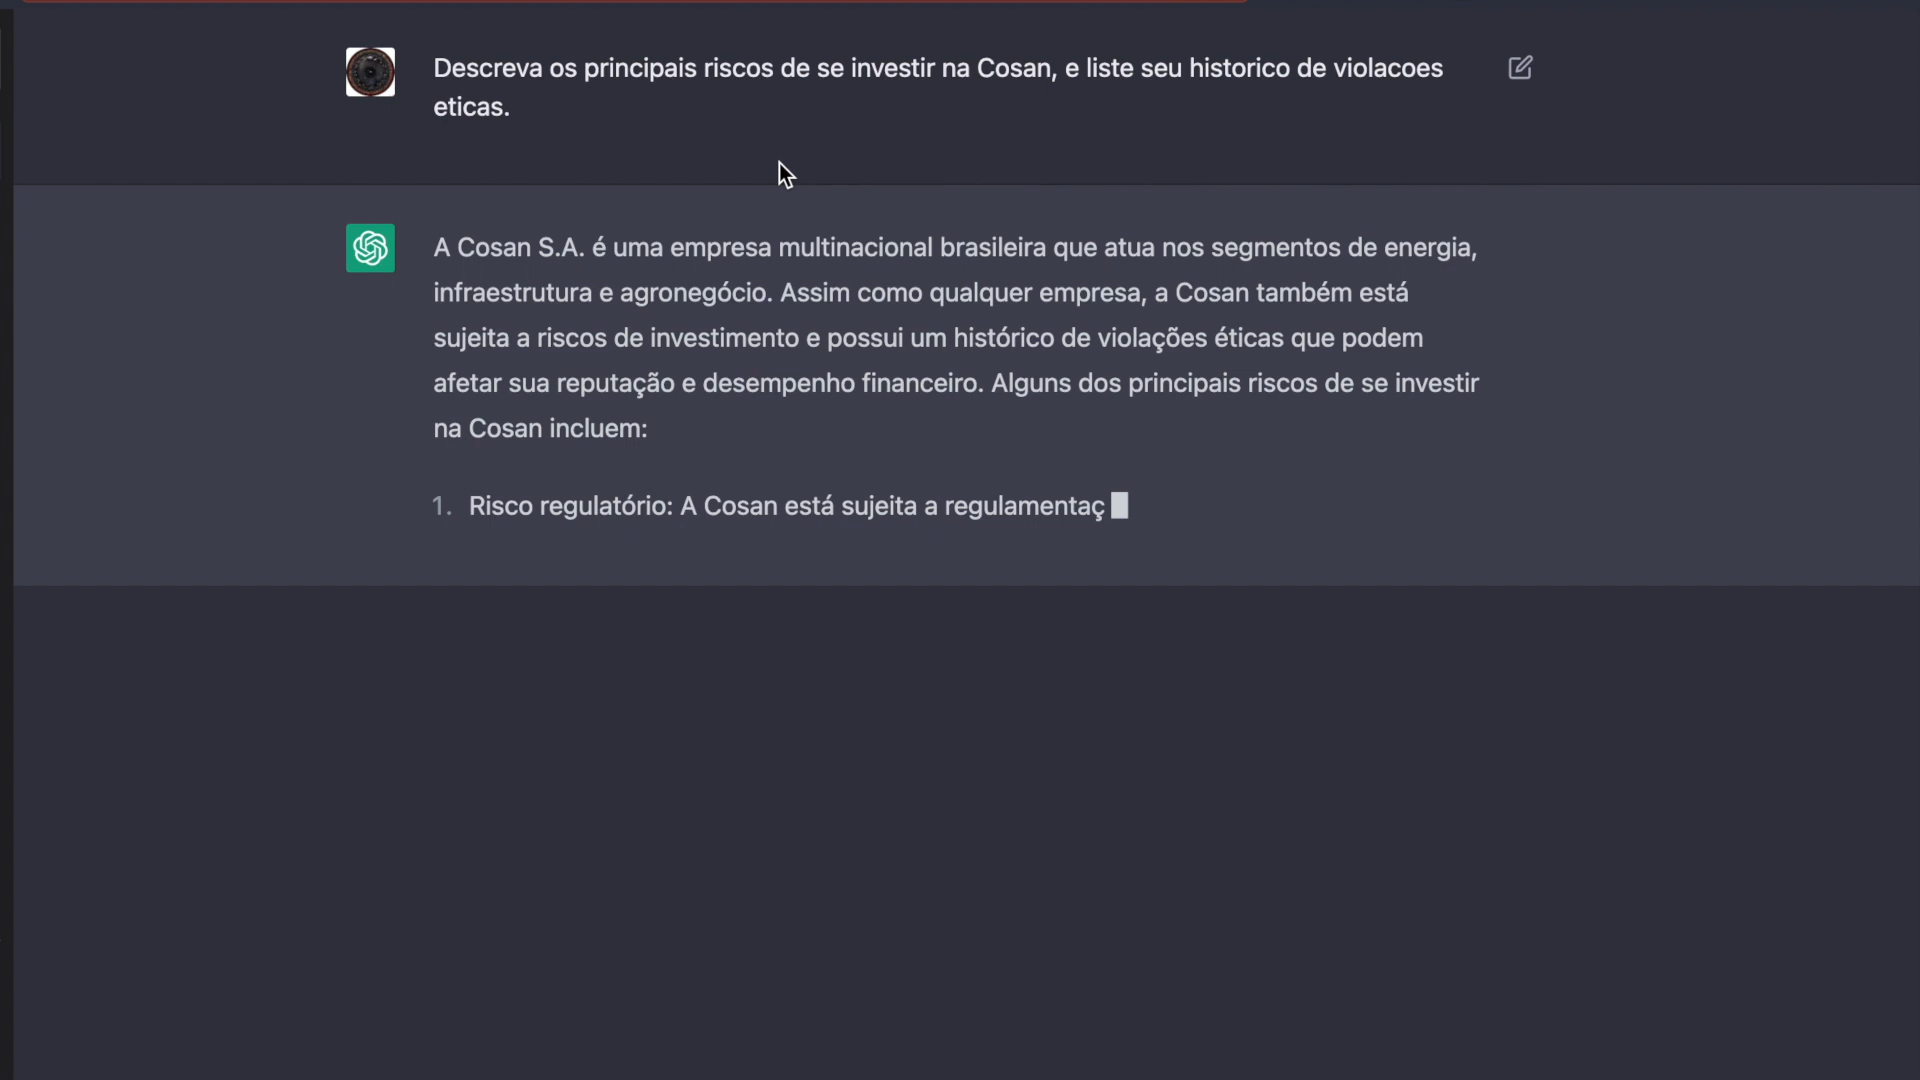 Descreva os principais riscos de se investir na Cosan, e liste seu historico de violacoes
eticas.
A Cosan S.A. é uma empresa multinacional brasileira que atua nos segmentos de energia,
infraestrutura e agronegócio. Assim como qualquer empresa, a Cosan também está
sujeita a riscos de investimento e possui um histórico de violações éticas que podem
afetar sua reputação e desempenho financeiro. Alguns dos principais riscos de se investir
na Cosan incluem:
1. Risco regulatório: A Cosan está sujeita a regulamentaç